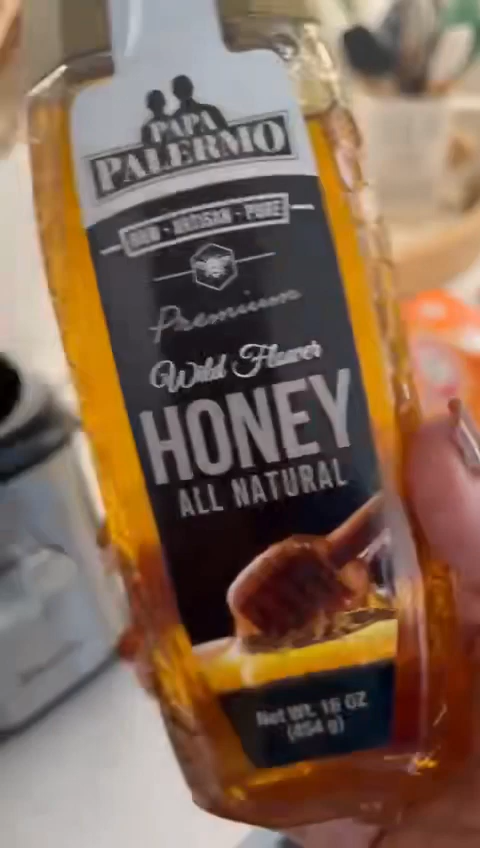 PAPA
PALERMO
RAW - ARTISAN - PURE
Premium
Wild Flower
HONEY
ALL NATURAL
Net Wt. 16 OZ
(454 g)